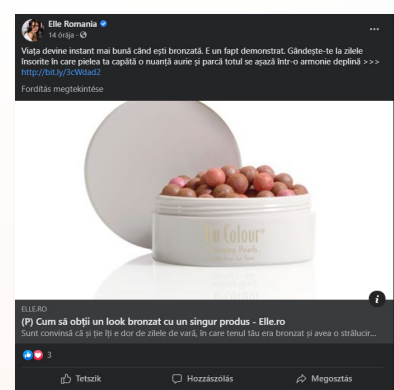 Elle Romania
14 órája ·
Viața devine instant mai bună când ești bronzată. E un fapt demonstrat. Gândește-te la zilele
însorite în care pielea ta capătă o nuanță aurie și parcă totul se așază într-o armonie deplină >>>
http://bit.ly/3cWdad2
Fordítás megtekintése
Nu Colour®
ELLE.RO
(P) Cum să obții un look bronzat cu un singur produs - Elle.ro
Sunt convinsă că și ție îți e dor de zilele de vară, în care tenul tău era bronzat și avea o strălucir...
3
Tetszik
Hozzászólás
Megosztás